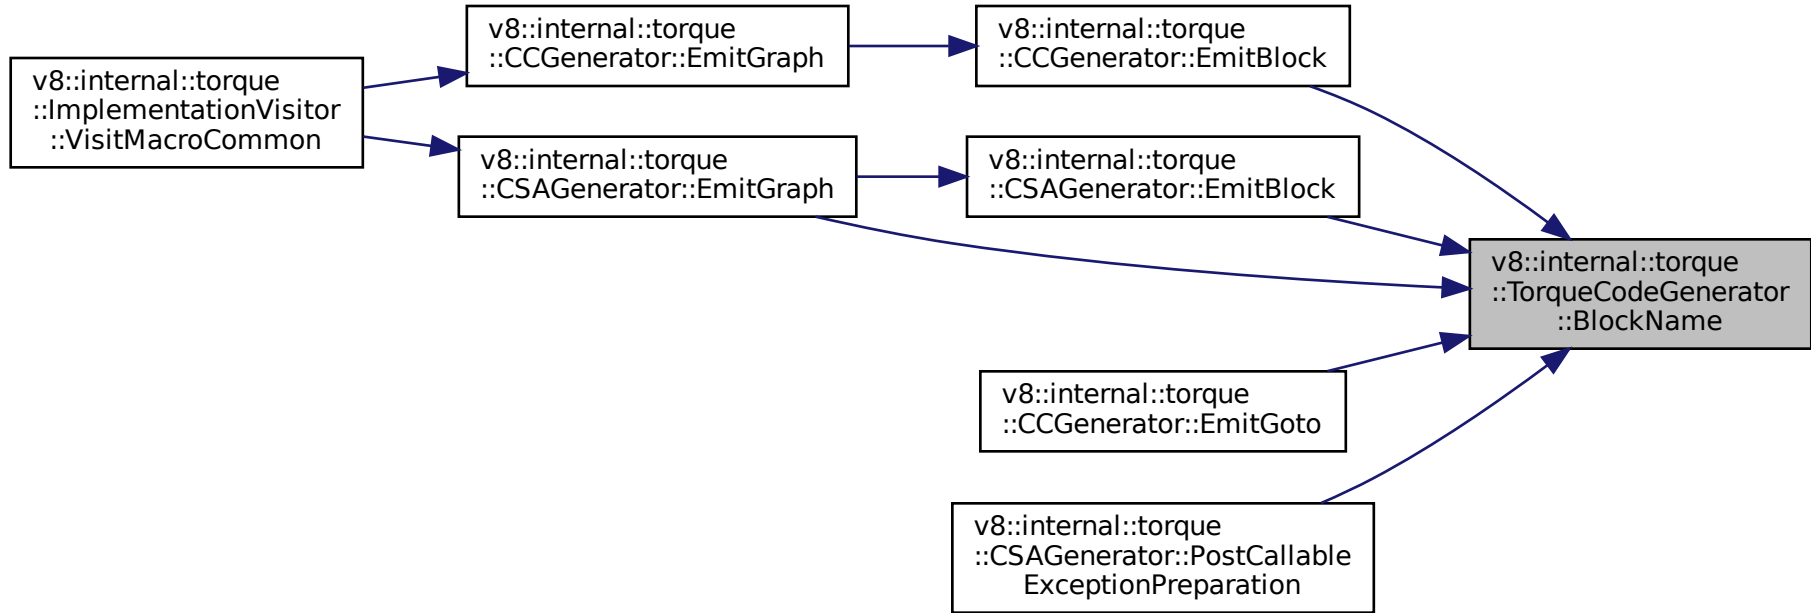 v8::internal::torque
::ImplementationVisitor
::VisitMacroCommon
v8::internal::torque
::CCGenerator::EmitGraph
v8::internal::torque
::CCGenerator::EmitBlock
v8::internal::torque
::CSAGenerator::EmitGraph
v8::internal::torque
::CSAGenerator::EmitBlock
v8::internal::torque
::TorqueCodeGenerator
::BlockName
v8::internal::torque
::CCGenerator::EmitGoto
v8::internal::torque
::CSAGenerator::PostCallable
ExceptionPreparation